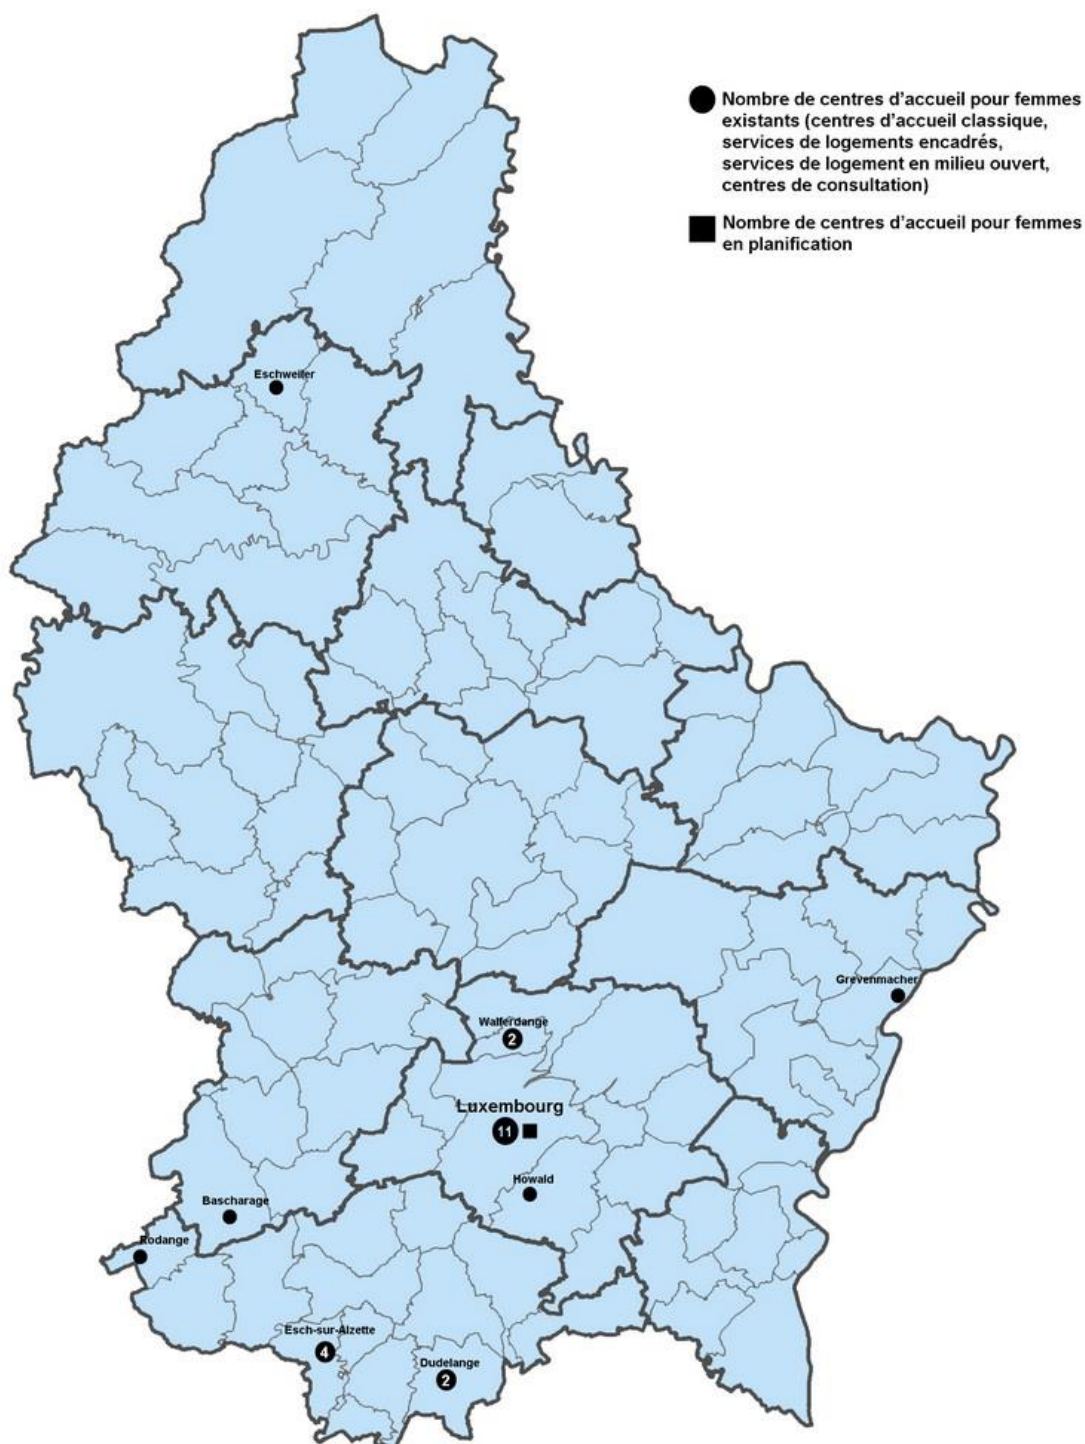 Nombre de centres d'accueil pour femmes
existants (centres d'accueil classique,
services de logements encadrés,
services de logement en milieu ouvert,
centres de consultation)
Nombre de centres d'accueil pour femmes
en planification
Eschweiler
Grevenmacher
Walferdange
2
Luxembourg
11
Howald
Bascharage
Rodange
Esch-sur-Alzette
4
Dudelange
2